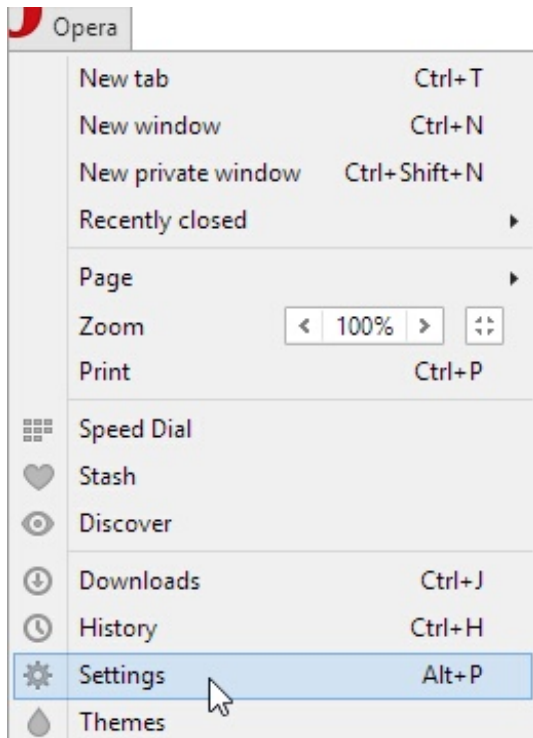 Opera
New tab Ctrl+T
New window Ctrl+N
New private window Ctrl+Shift+N
Recently closed
Page
Zoom 100%
Print Ctrl+P
Speed Dial
Stash
Discover
Downloads Ctrl+J
History Ctrl+H
Settings Alt+P
Themes